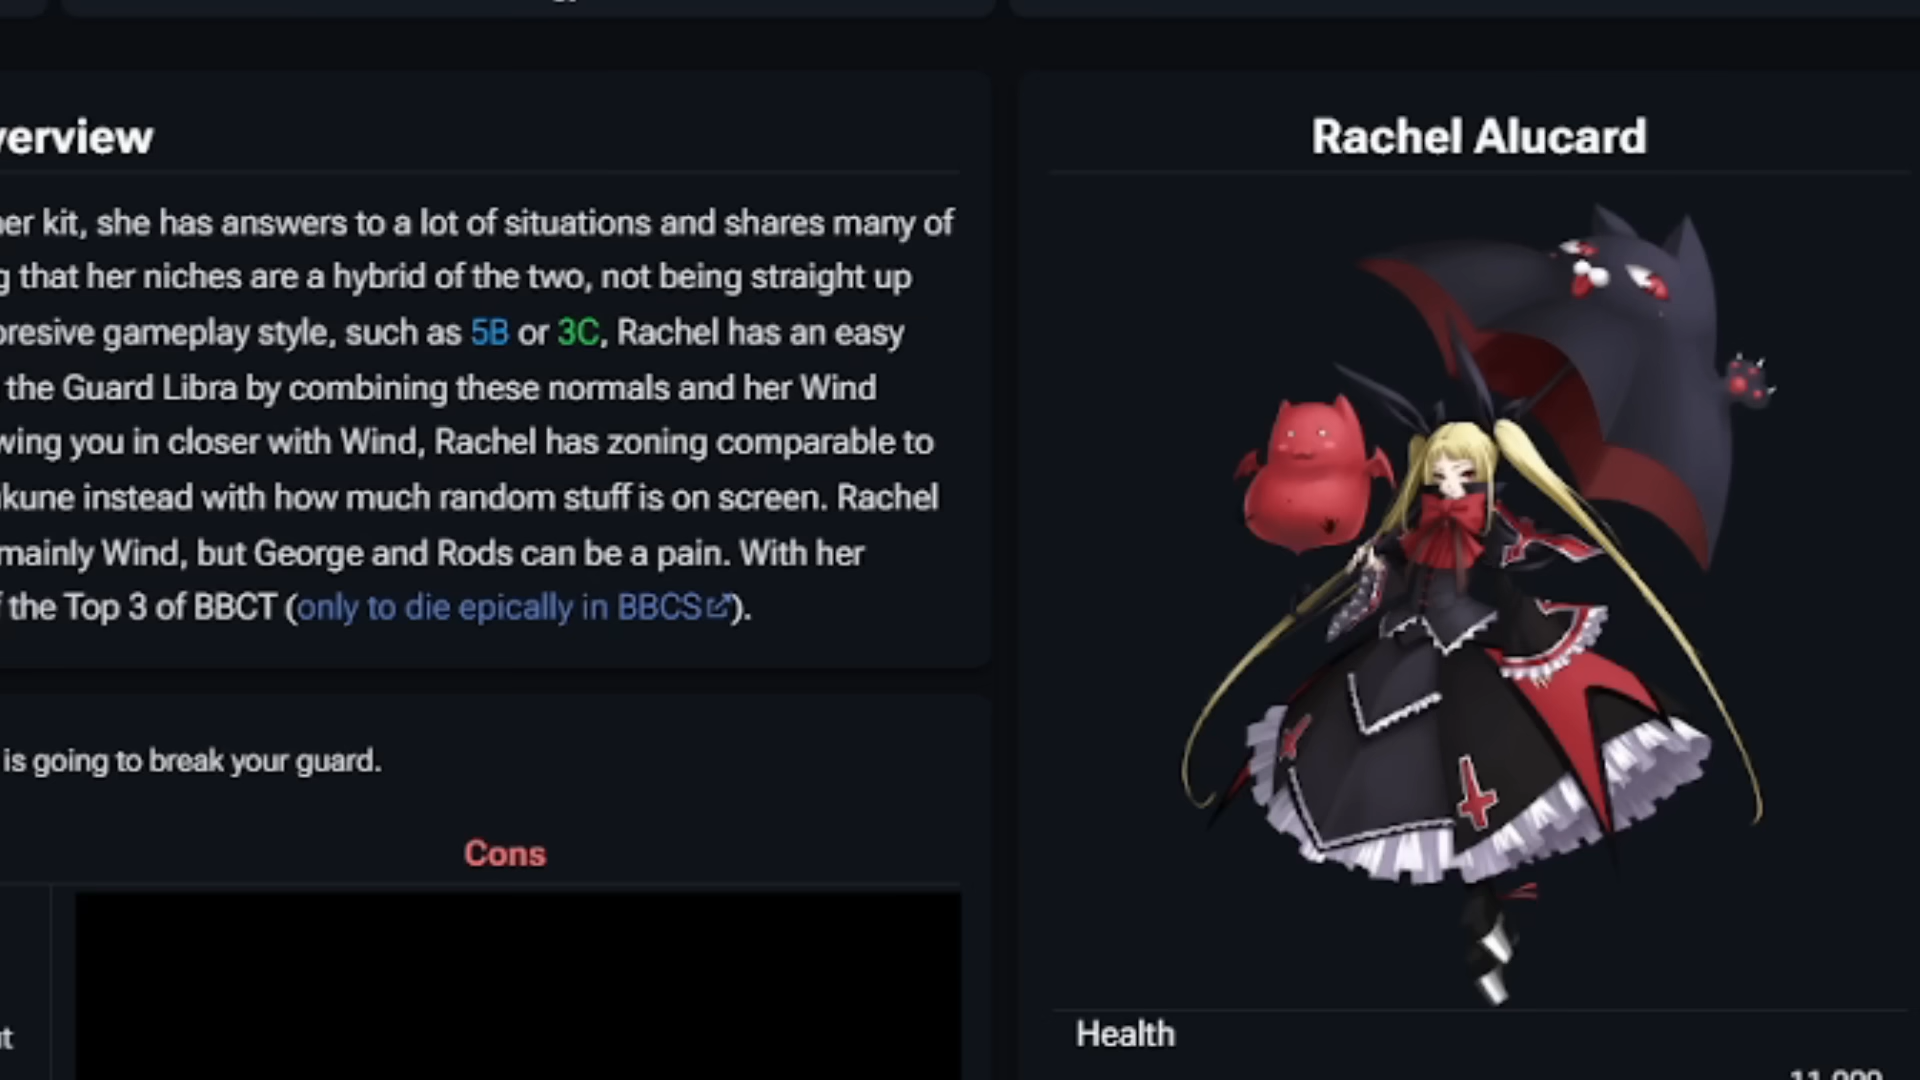 verview
er kit, she has answers to a lot of situations and shares many of
g that her niches are a hybrid of the two, not being straight up
presive gameplay style, such as 5B or 3C, Rachel has an easy
the Guard Libra by combining these normals and her Wind
wing you in closer with Wind, Rachel has zoning comparable to
kune instead with how much random stuff is on screen. Rachel
mainly Wind, but George and Rods can be a pain. With her
f the Top 3 of BBCT (only to die epically in BBCS).
is going to break your guard.
Cons
Rachel Alucard
Health